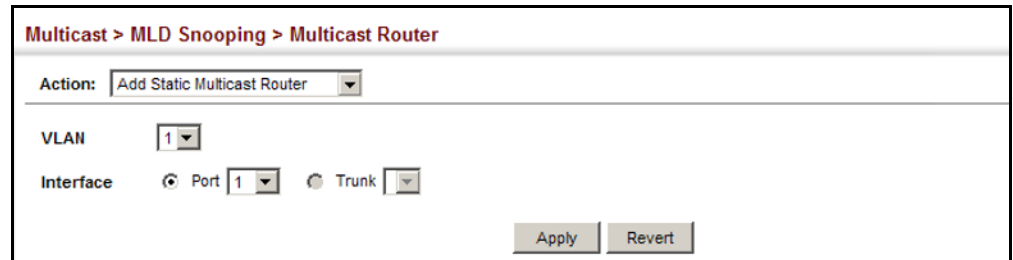 Multicast > MLD Snooping > Multicast Router
Action: Add Static Multicast Router
VLAN 1
Interface Port 1 Trunk
Apply Revert